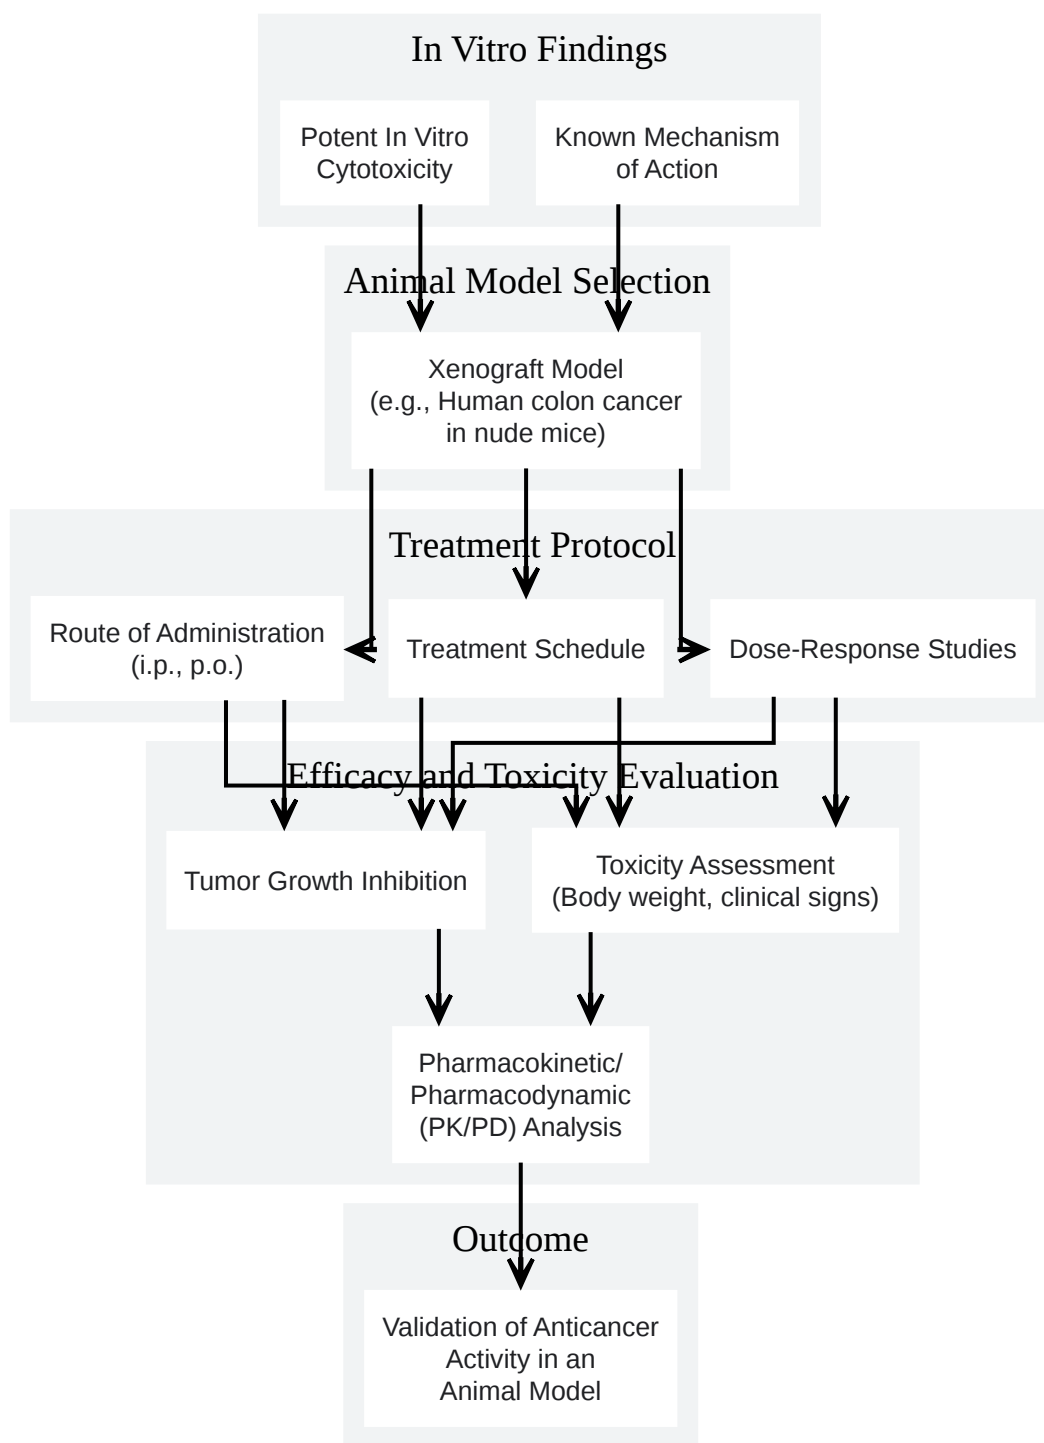 In Vitro Findings
Potent In Vitro
Cytotoxicity
Known Mechanism
of Action
Animal Model Selection
Xenograft Model
(e.g., Human colon cancer
in nude mice)
Treatment Protocol
Route of Administration
(i.p., p.o.)
Treatment Schedule
Dose-Response Studies
Efficacy and Toxicity Evaluation
Tumor Growth Inhibition
Toxicity Assessment
(Body weight, clinical signs)
Pharmacokinetic/
Pharmacodynamic
(PK/PD) Analysis
Outcome
Validation of Anticancer
Activity in an
Animal Model